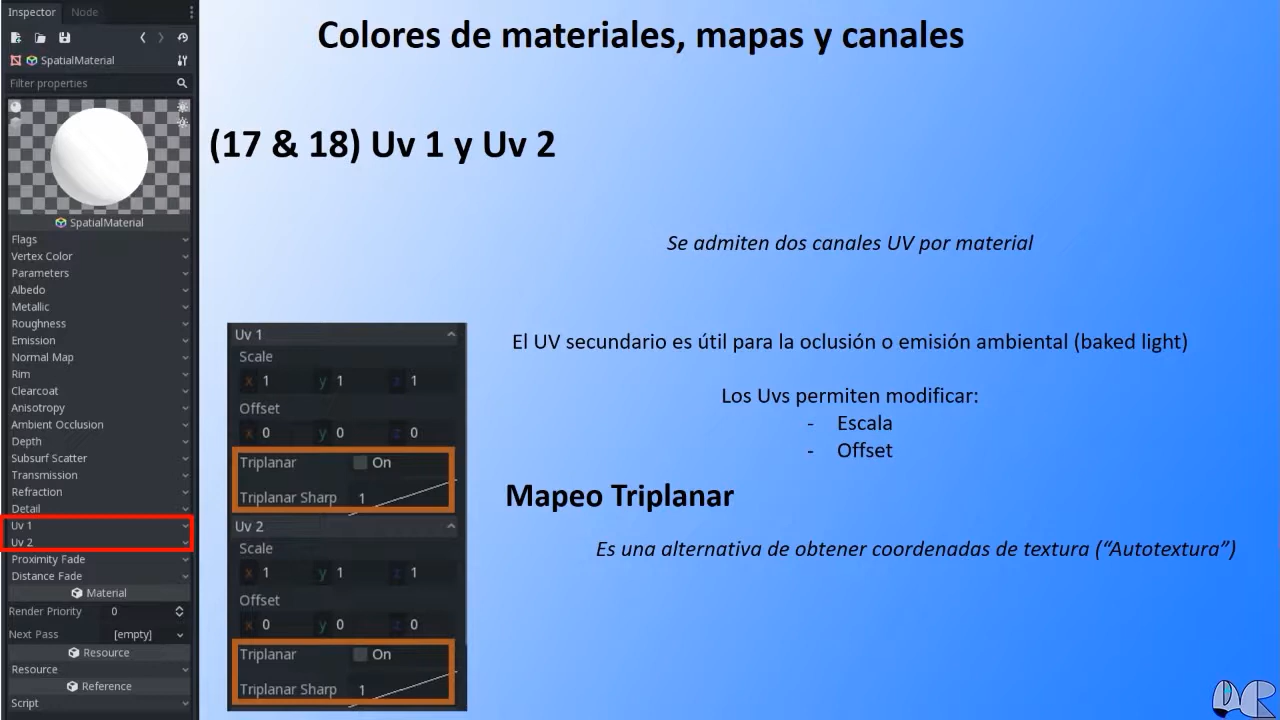 Inspector Node
SpatialMaterial
Filter properties
SpatialMaterial
Flags
Vertex Color
Parameters
Albedo
Metallic
Roughness
Emission
Normal Map
Rim
Clearcoat
Anisotropy
Ambient Occlusion
Depth
Subsurf Scatter
Transmission
Refraction
Detail
Uv 1
Uv 2
Proximity Fade
Distance Fade
Material
Render Priority 0
Next Pass [empty]
Resource
Resource
Reference
Script
Colores de materiales, mapas y canales
(17 & 18) Uv 1 y Uv 2
Uv 1
Scale
x 1 y 1 z 1
Offset
x 0 y 0 z 0
Triplanar On
Triplanar Sharp 1
Uv 2
Scale
x 1 y 1 z 1
Offset
x 0 y 0 z 0
Triplanar On
Triplanar Sharp 1
Se admiten dos canales UV por material
El UV secundario es útil para la oclusión o emisión ambiental (baked light)
Los Uvs permiten modificar:
- Escala
- Offset
Mapeo Triplanar
Es una alternativa de obtener coordenadas de textura (“Autotextura”)